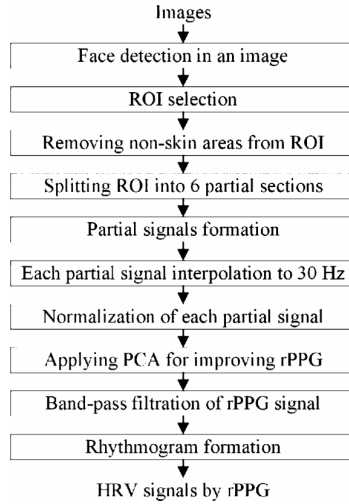 Images
Face detection in an image
ROI selection
Removing non-skin areas from ROI
Splitting ROI into 6 partial sections
Partial signals formation
Each partial signal interpolation to 30 Hz
Normalization of each partial signal
Applying PCA for improving rPPG
Band-pass filtration of rPPG signal
Rhythmogram formation
HRV signals by rPPG